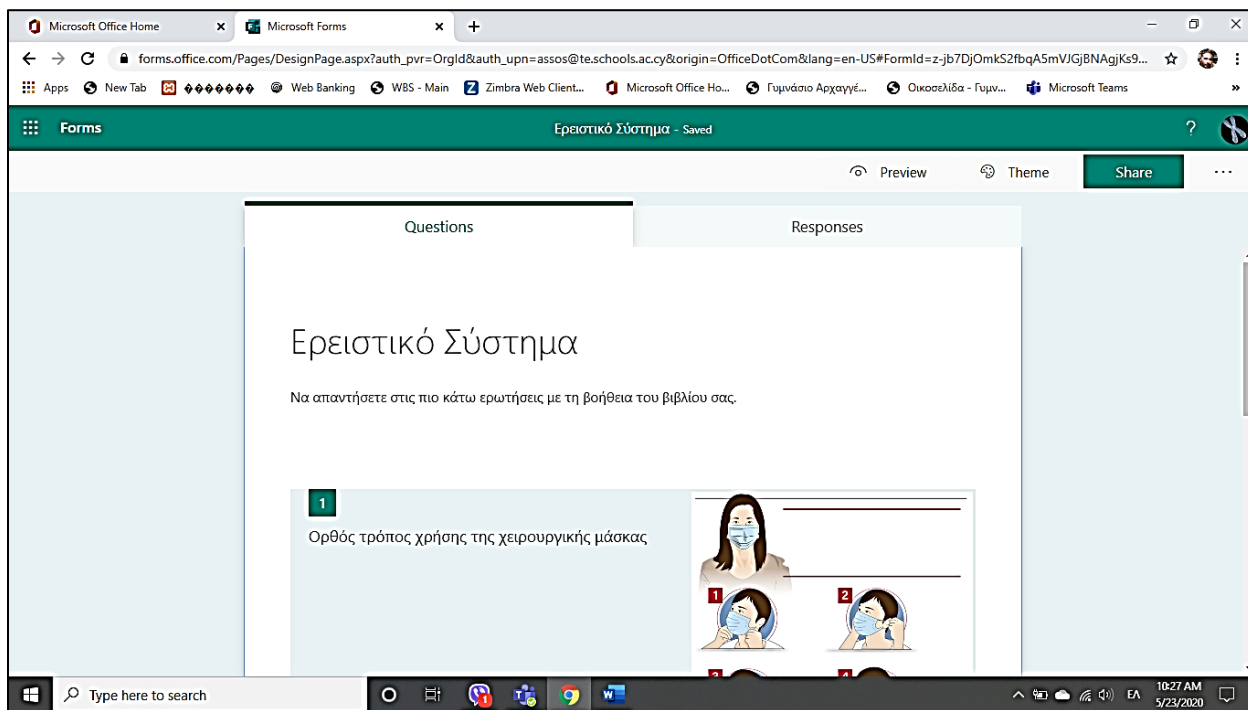 Microsoft Office Home
Microsoft Forms
forms.office.com/Pages/DesignPage.aspx?auth_pvr=OrgId&auth_upn=assos@te.schools.ac.cy&origin=OfficeDotCom&lang=en-US#FormId=z-jb7DjOmkS2fbqA5mVJGjBNAgjKs9...
Apps New Tab ������� Web Banking WBS - Main Zimbra Web Client... Microsoft Office Ho... Γυμνάσιο Αρχαγγέ... Οικοσελίδα - Γυμν... Microsoft Teams »
Forms
Ερειστικό Σύστημα - Saved
?
Preview
Theme
Share
...
Questions
Responses
Ερειστικό Σύστημα
Να απαντήσετε στις πιο κάτω ερωτήσεις με τη βοήθεια του βιβλίου σας.
1
Ορθός τρόπος χρήσης της χειρουργικής μάσκας
1
2
3
4
Type here to search
ΕΛ
10:27 AM
5/23/2020